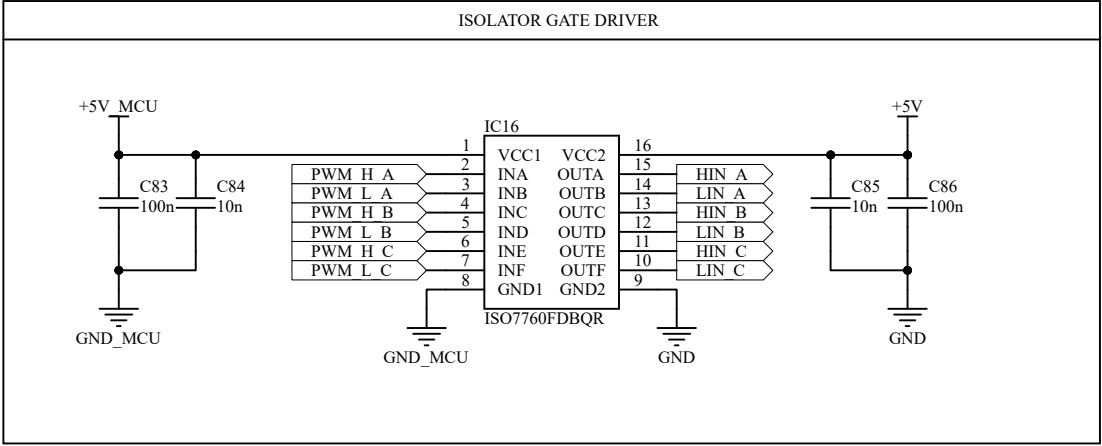 ISOLATOR GATE DRIVER
+5V_MCU
+5V
IC16
1 VCC1 VCC2 16
PWM_H_A 2 INA OUTA 15 HIN_A
PWM_L_A 3 INB OUTB 14 LIN_A
PWM_H_B 4 INC OUTC 13 HIN_B
PWM_L_B 5 IND OUTD 12 LIN_B
PWM_H_C 6 INE OUTE 11 HIN_C
PWM_L_C 7 INF OUTF 10 LIN_C
8 GND1 GND2 9
ISO7760FDBQR
C83
100n
C84
10n
C85
10n
C86
100n
GND_MCU
GND_MCU
GND
GND